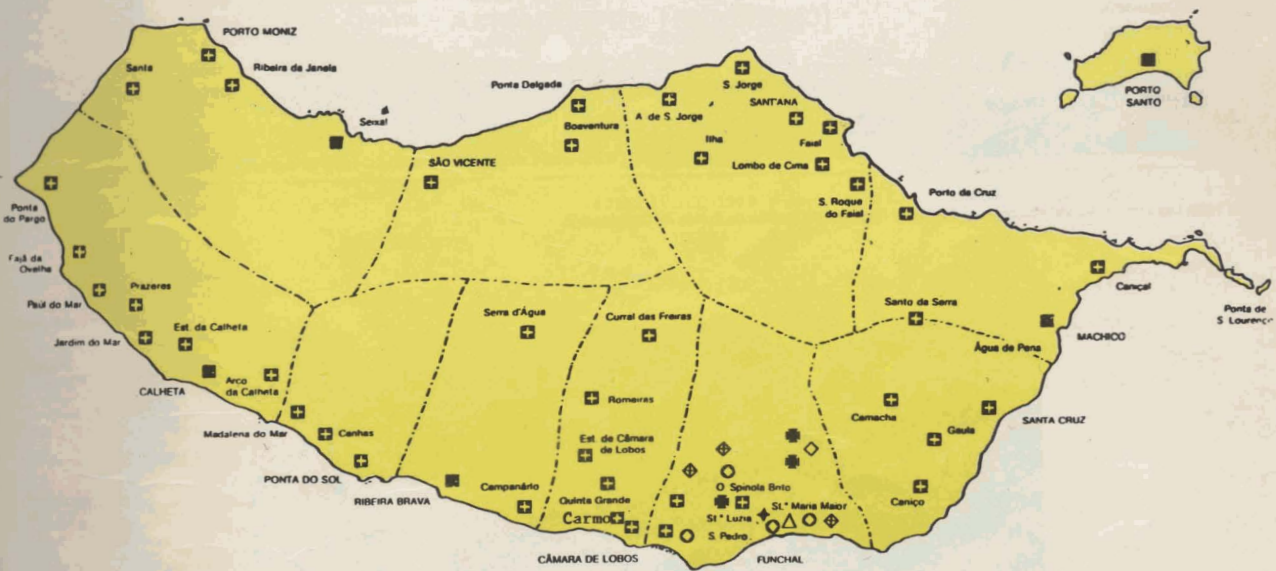 PORTO MONIZ
Santa
Ribeira da Janela
Seixal
Ponta Delgada
Boaventura
SÃO VICENTE
S. Jorge
A. de S. Jorge
SANT'ANA
Ilha
Faial
Lombo de Cima
S. Roque
do Faial
Porto da Cruz
PORTO
SANTO
Ponta
do Pargo
Fajã da
Ovelha
Prazeres
Paúl do Mar
Est. da Calheta
Jardim do Mar
CALHETA
Arco
da Calheta
Madalena do Mar
Canhas
PONTA DO SOL
RIBEIRA BRAVA
Serra d'Água
Campanário
Curral das Freiras
Romeiras
Est. de Câmara
de Lobos
Quinta Grande
Carmo
CÂMARA DE LOBOS
Spinola Brito
St.ª Luzia
St.ª Maria Maior
S. Pedro
FUNCHAL
Santo da Serra
Caniçal
Ponta de
S. Lourenço
MACHICO
Água de Pena
Camacha
Gaula
SANTA CRUZ
Caniço